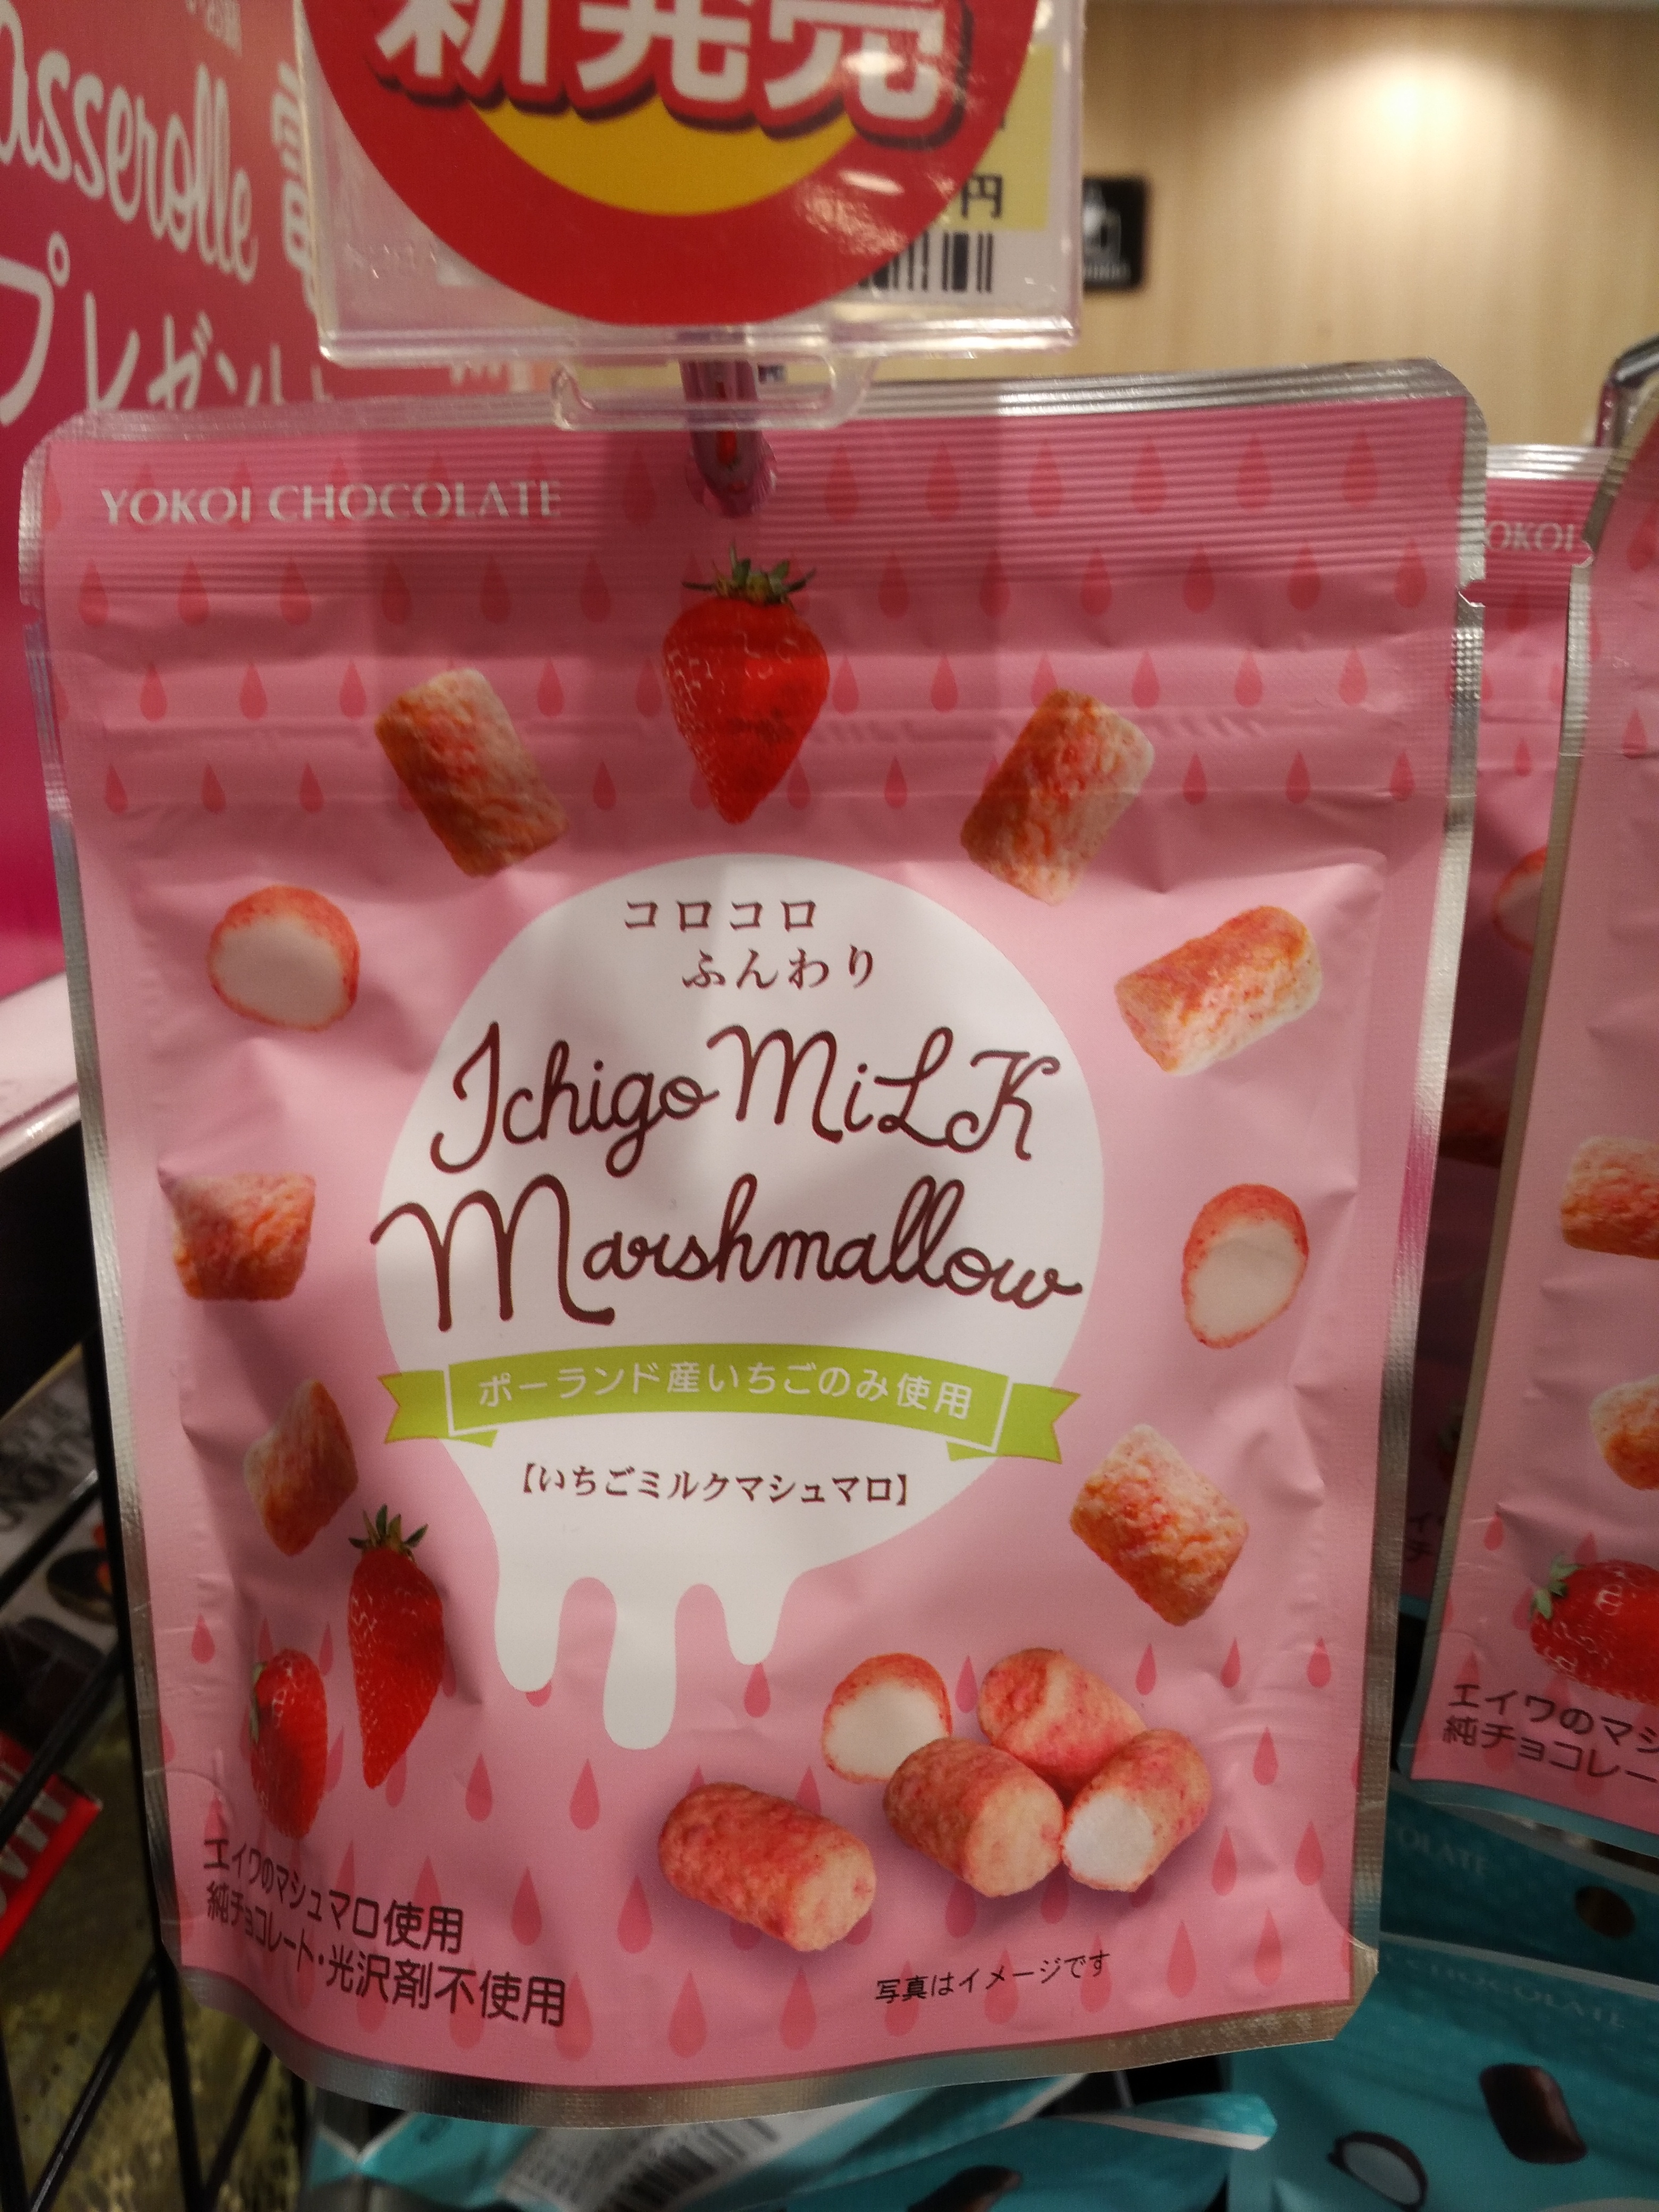 新発売
円
asserolle
プレゼント
YOKOI CHOCOLATE
コロコロ
ふんわり
Ichigo MiLK
Marshmallow
ポーランド産いちごのみ使用
【いちごミルクマシュマロ】
エイワのマシュマロ使用
純チョコレート・光沢剤不使用
写真はイメージです
OKOI
エイワのマシ
純チョコレー
OLATE
CHOCOLATE